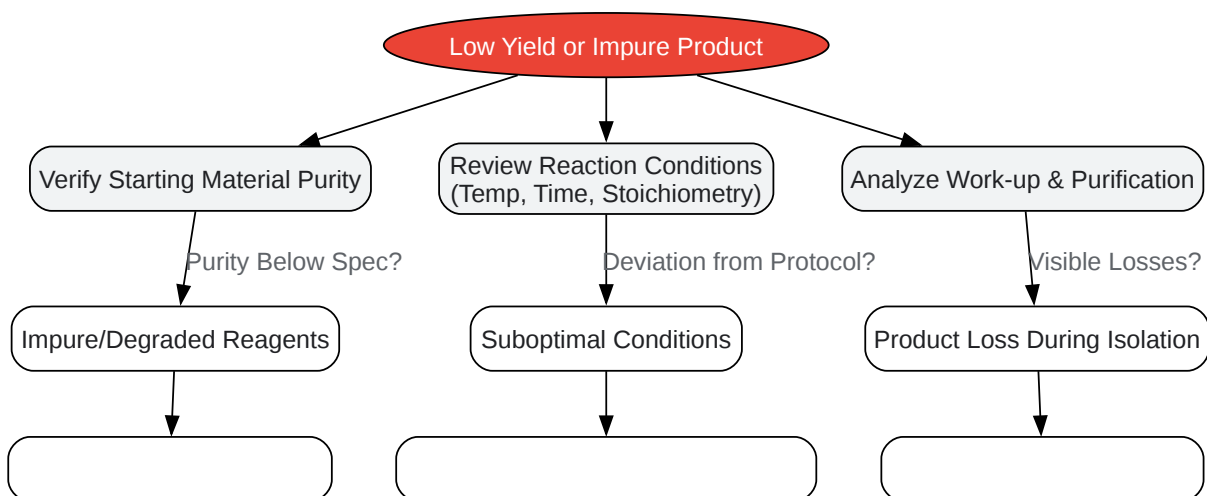 Low Yield or Impure Product
Verify Starting Material Purity
Review Reaction Conditions
(Temp, Time, Stoichiometry)
Analyze Work-up & Purification
Purity Below Spec?
Deviation from Protocol?
Visible Losses?
Impure/Degraded Reagents
Suboptimal Conditions
Product Loss During Isolation